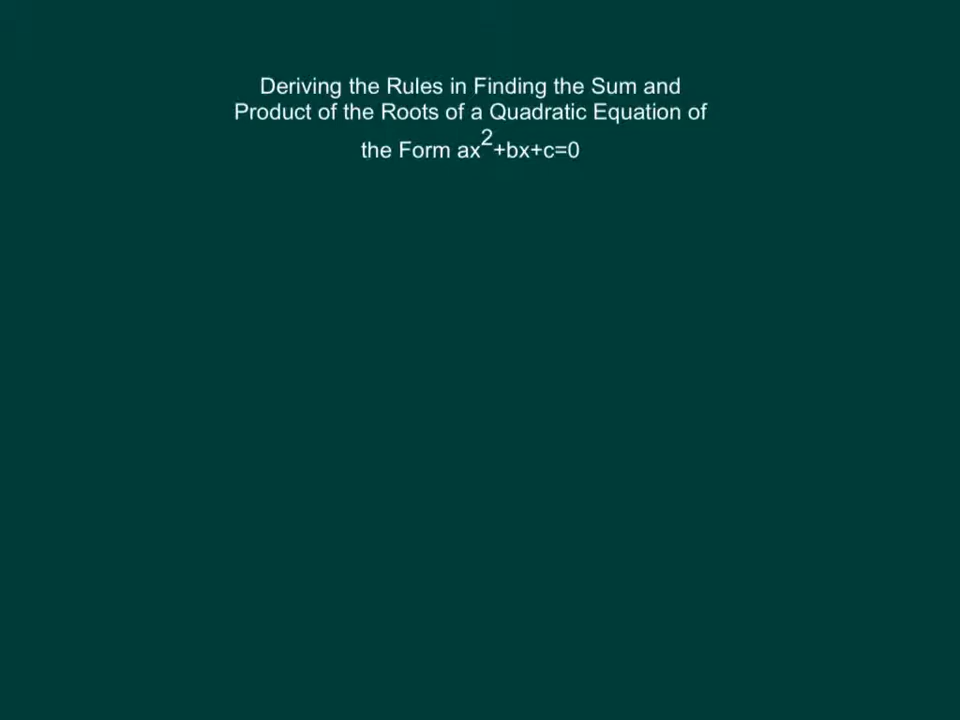 Deriving the Rules in Finding the Sum and
Product of the Roots of a Quadratic Equation of
the Form ax²+bx+c=0